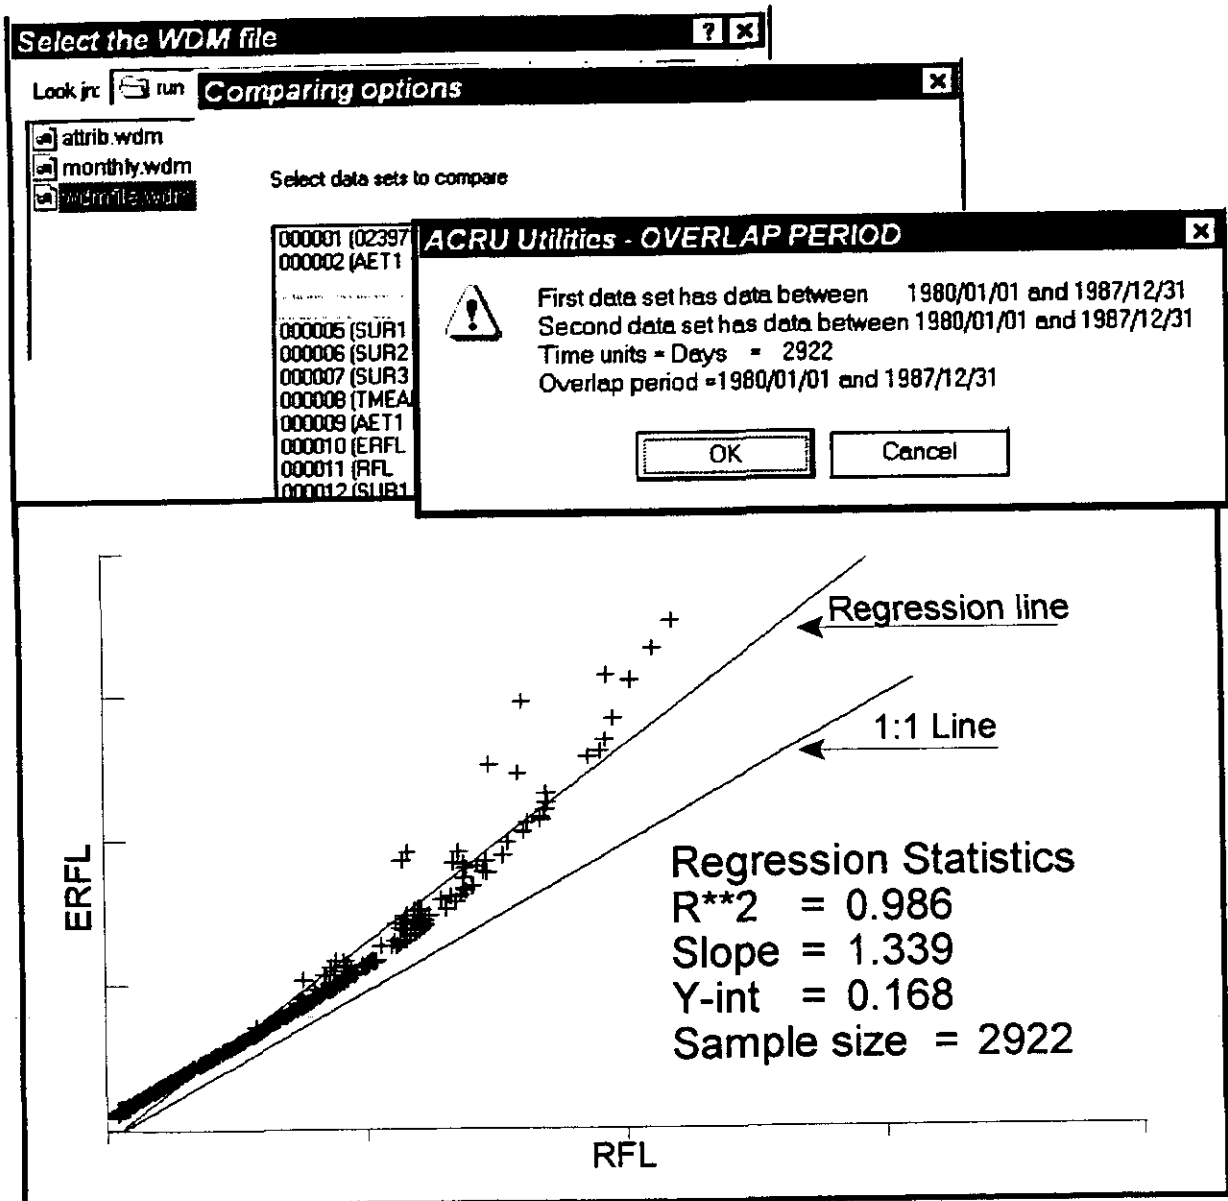 Select the WDM file
? x
Look in: run
Comparing options
x
attrib.wdm
monthly.wdm
wdmfile.wdm
Select data sets to compare
000001 (02397
000002 (AET1
000005 (SUR1
000006 (SUR2
000007 (SUR3
000008 (TMEA
000009 (AET1
000010 (ERFL
000011 (RFL
000012 (SUB1
ACRU Utilities - OVERLAP PERIOD
x
First data set has data between 1980/01/01 and 1987/12/31
Second data set has data between 1980/01/01 and 1987/12/31
Time units = Days = 2922
Overlap period =1980/01/01 and 1987/12/31
OK
Cancel
Regression line
1:1 Line
ERFL
Regression Statistics
R**2 = 0.986
Slope = 1.339
Y-int = 0.168
Sample size = 2922
RFL